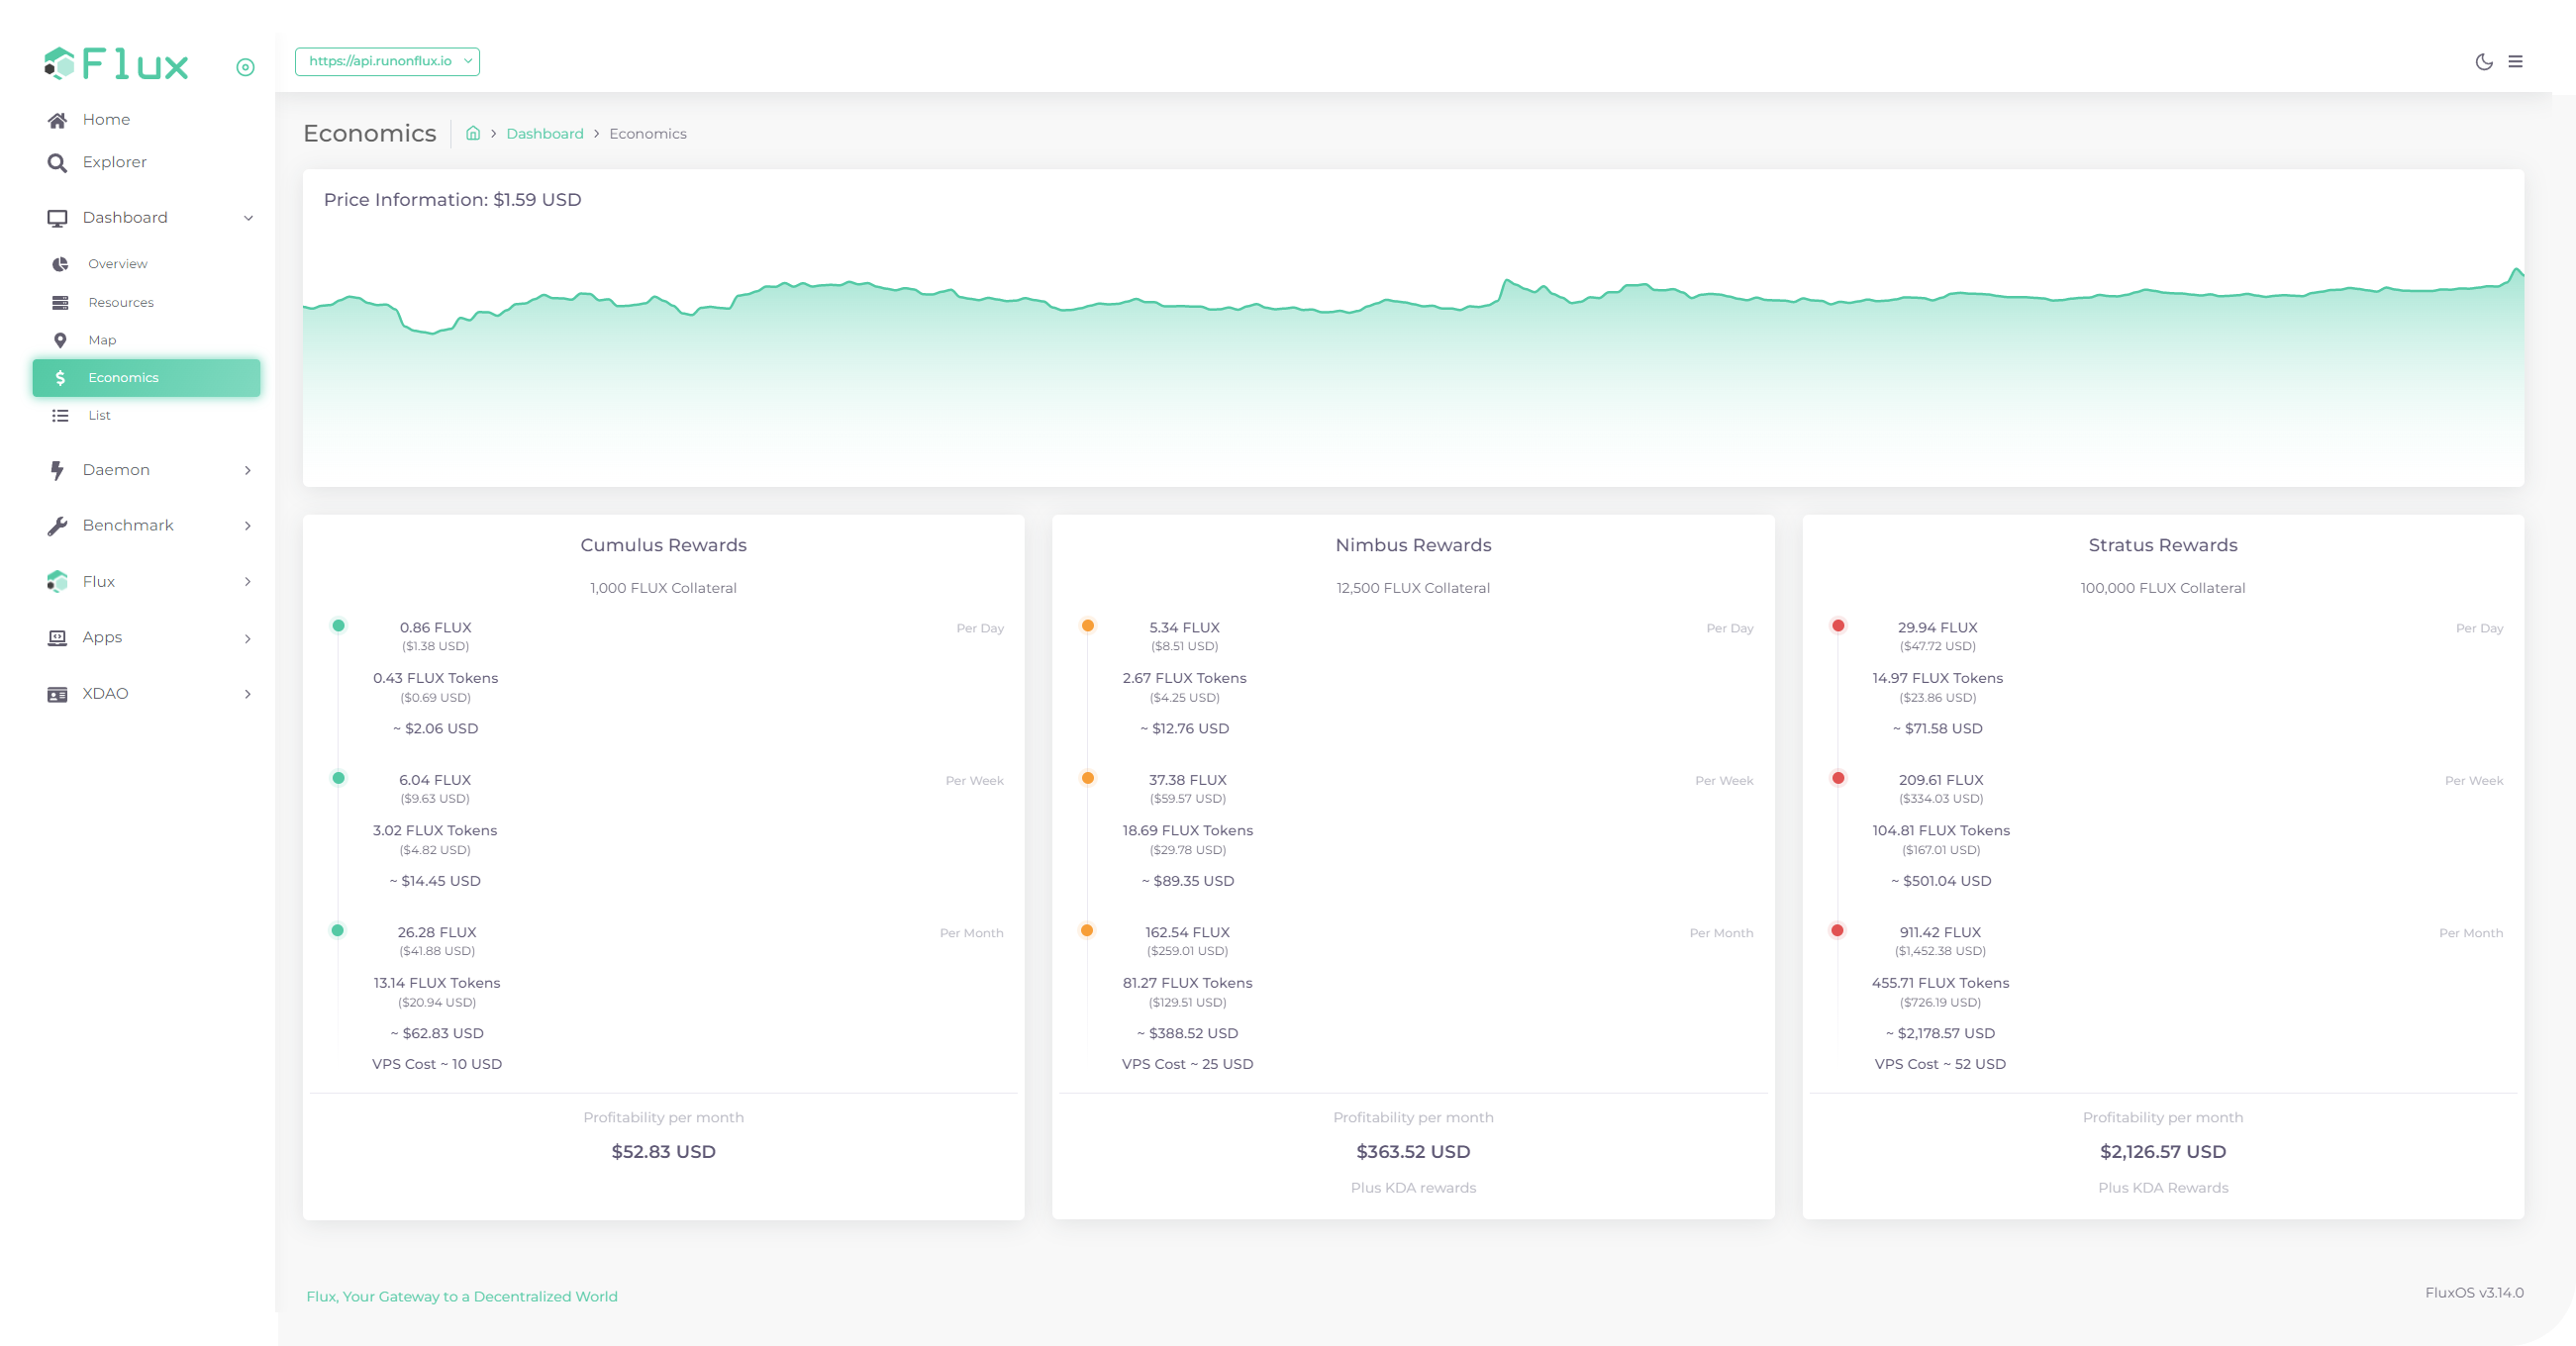 Flux
https://api.runonflux.io
Home
Explorer
Dashboard
Overview
Resources
Map
Economics
List
Daemon
Benchmark
Flux
Apps
XDAO
Economics
Dashboard
Economics
Price Information: $1.59 USD
Cumulus Rewards
1,000 FLUX Collateral
0.86 FLUX
Per Day
($1.38 USD)
0.43 FLUX Tokens
($0.69 USD)
~ $2.06 USD
6.04 FLUX
Per Week
($9.63 USD)
3.02 FLUX Tokens
($4.82 USD)
~ $14.45 USD
26.28 FLUX
Per Month
($41.88 USD)
13.14 FLUX Tokens
($20.94 USD)
~ $62.83 USD
VPS Cost ~ 10 USD
Profitability per month
$52.83 USD
Nimbus Rewards
12,500 FLUX Collateral
5.34 FLUX
Per Day
($8.51 USD)
2.67 FLUX Tokens
($4.25 USD)
~ $12.76 USD
37.38 FLUX
Per Week
($59.57 USD)
18.69 FLUX Tokens
($29.78 USD)
~ $89.35 USD
162.54 FLUX
Per Month
($259.01 USD)
81.27 FLUX Tokens
($129.51 USD)
~ $388.52 USD
VPS Cost ~ 25 USD
Profitability per month
$363.52 USD
Plus KDA rewards
Stratus Rewards
100,000 FLUX Collateral
29.94 FLUX
Per Day
($47.72 USD)
14.97 FLUX Tokens
($23.86 USD)
~ $71.58 USD
209.61 FLUX
Per Week
($334.03 USD)
104.81 FLUX Tokens
($167.01 USD)
~ $501.04 USD
911.42 FLUX
Per Month
($1,452.38 USD)
455.71 FLUX Tokens
($726.19 USD)
~ $2,178.57 USD
VPS Cost ~ 52 USD
Profitability per month
$2,126.57 USD
Plus KDA Rewards
Flux, Your Gateway to a Decentralized World
FluxOS v3.14.0